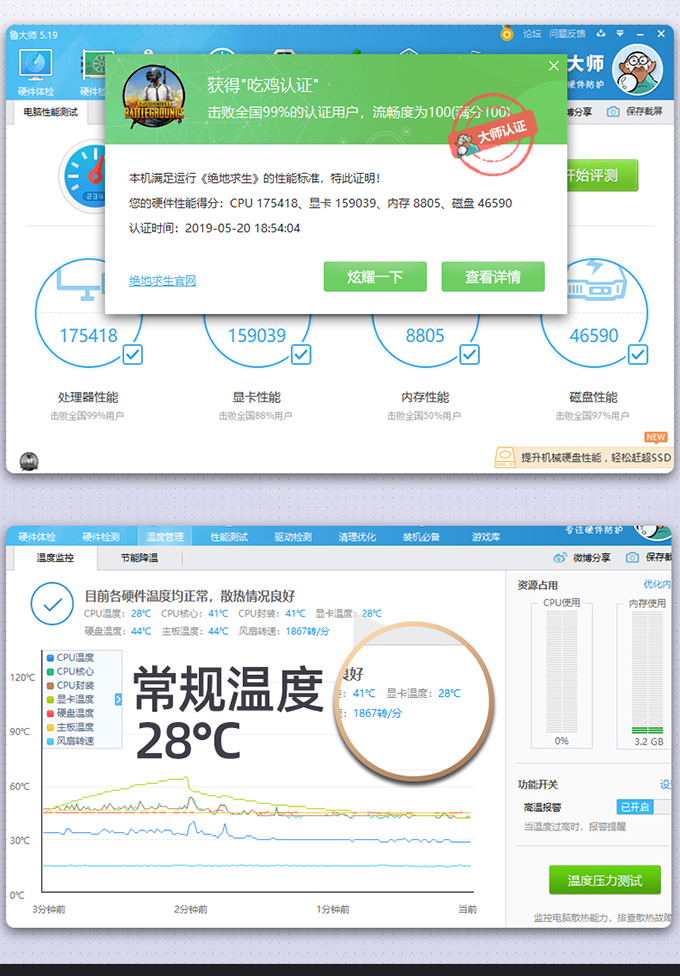 鲁大师 5.19
论坛 问题反馈
硬件体检
大师
硬件防护
电脑性能测试
微博分享 保存截屏
获得"吃鸡认证"
击败全国99%的认证用户，流畅度为100(满分100)
大师认证
PLAYERUNKNOWN'S
BATTLEGROUNDS
开始评测
本机满足运行《绝地求生》的性能标准，特此证明！
您的硬件性能得分：CPU 175418、显卡 159039、内存 8805、磁盘 46590
认证时间：2019-05-20 18:54:04
绝地求生官网
炫耀一下
查看详情
175418
159039
8805
46590
处理器性能
显卡性能
内存性能
磁盘性能
击败全国99%用户
击败全国88%用户
击败全国50%用户
击败全国97%用户
NEW
提升机械硬盘性能，轻松赶超SSD
硬件体检 硬件检测 温度管理 性能测试 驱动检测 清理优化 装机必备 游戏库
专注硬件防护
温度监控 节能降温
微博分享 保存截
目前各硬件温度均正常，散热情况良好
CPU温度：28℃ CPU核心：41℃ CPU封装：41℃ 显卡温度：28℃
硬盘温度：44℃ 主板温度：44℃ 风扇转速：1867转/分
CPU温度
CPU核心
CPU封装
显卡温度
硬盘温度
主板温度
风扇转速
120℃
90℃
60℃
30℃
0℃
3分钟前
2分钟前
1分钟前
当前
常规温度
28℃
良好
：41℃ 显卡温度：28℃
：1867转/分
资源占用
优化内
CPU使用
内存使用
0%
3.2 GB
功能开关
设
高温报警
已开启
当温度过高时，报警提醒
温度压力测试
监控电脑散热能力，排查散热故障